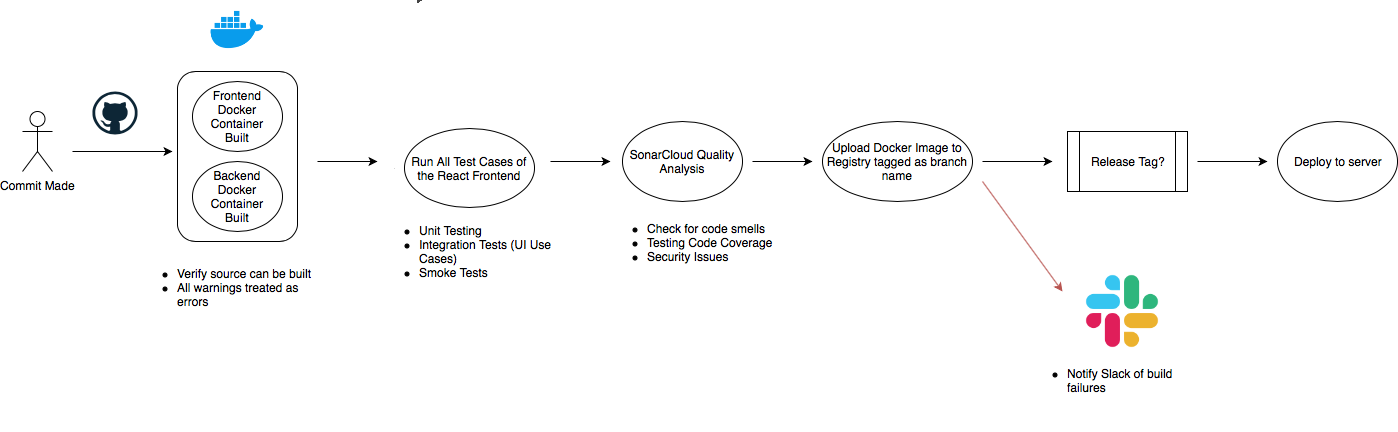 Commit Made
Frontend
Docker
Container
Built
Backend
Docker
Container
Built
• Verify source can be built
• All warnings treated as
errors
Run All Test Cases of
the React Frontend
• Unit Testing
• Integration Tests (UI Use
Cases)
• Smoke Tests
SonarCloud Quality
Analysis
• Check for code smells
• Testing Code Coverage
• Security Issues
Upload Docker Image to
Registry tagged as branch
name
Release Tag?
Deploy to server
• Notify Slack of build
failures